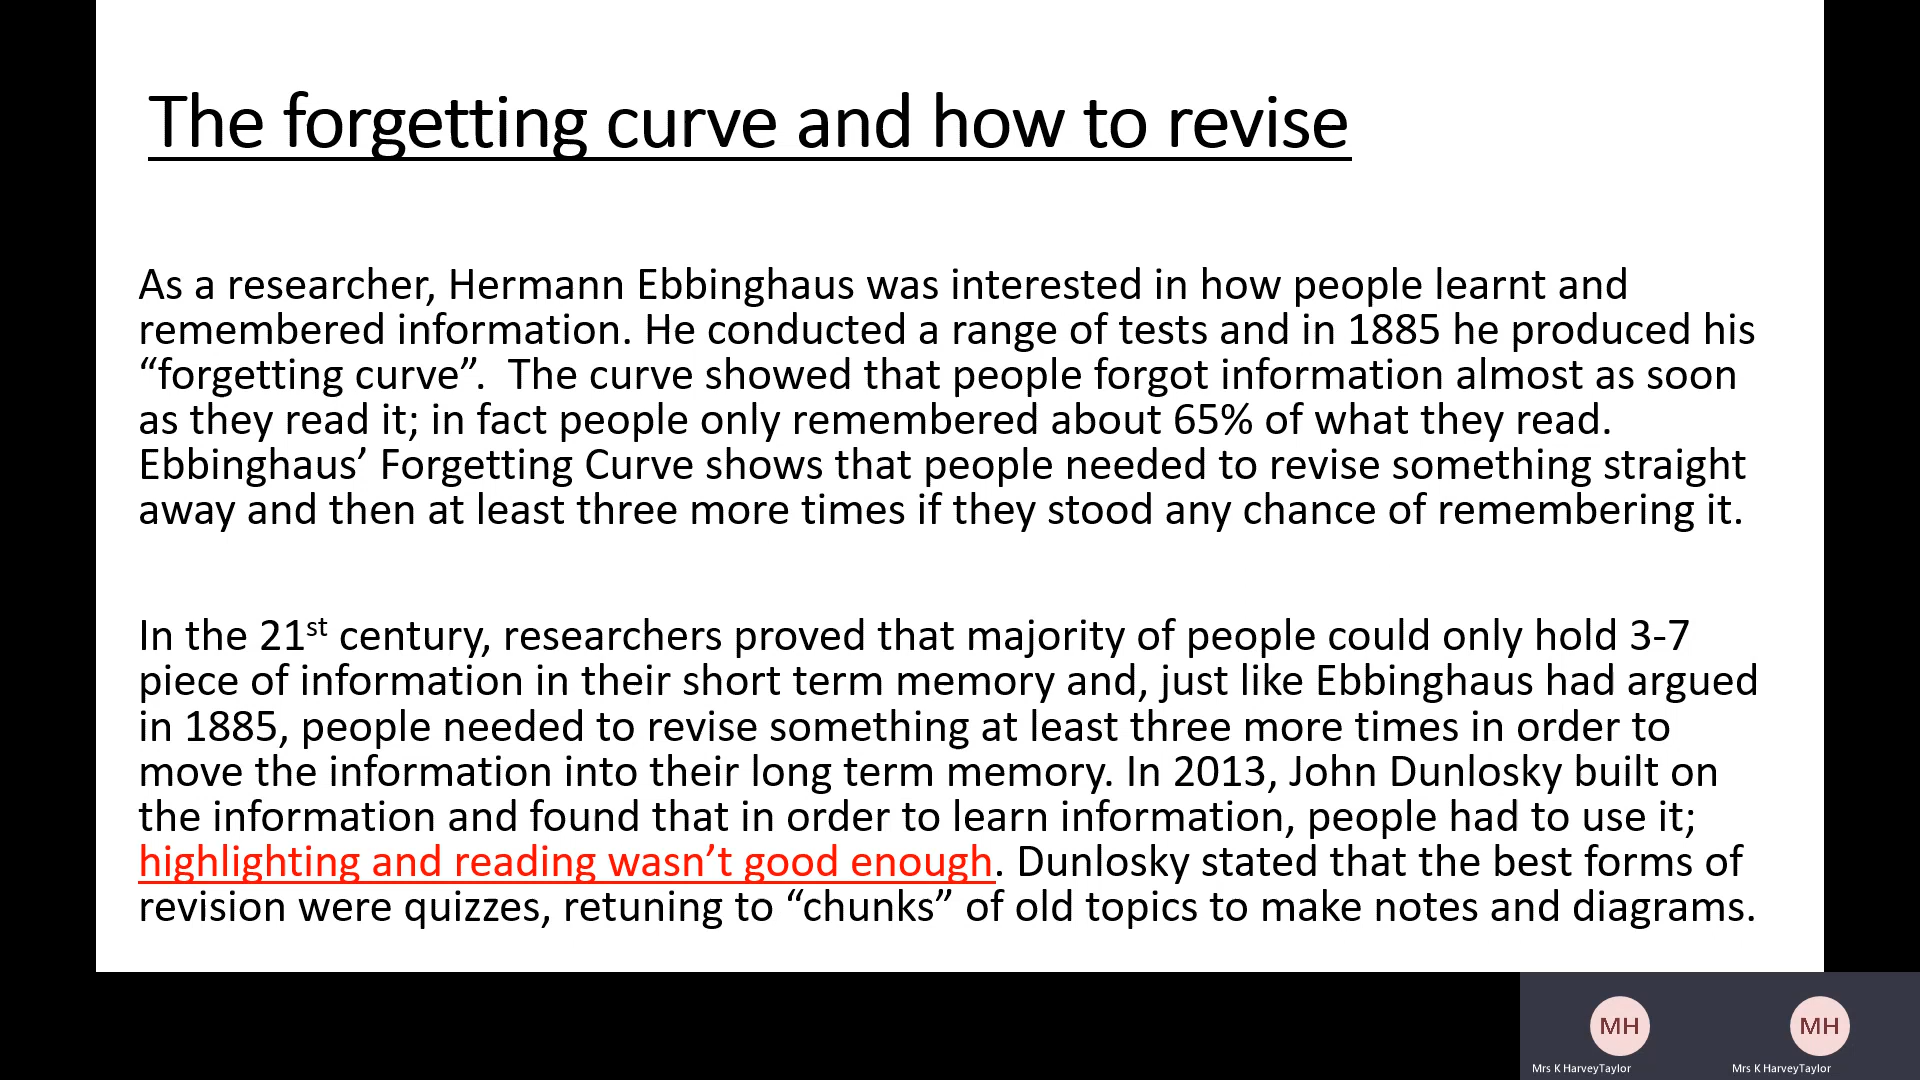 The forgetting curve and how to revise
As a researcher, Hermann Ebbinghaus was interested in how people learnt and
remembered information. He conducted a range of tests and in 1885 he produced his
“forgetting curve”.  The curve showed that people forgot information almost as soon
as they read it; in fact people only remembered about 65% of what they read.
Ebbinghaus’ Forgetting Curve shows that people needed to revise something straight
away and then at least three more times if they stood any chance of remembering it.
In the 21st century, researchers proved that majority of people could only hold 3-7
piece of information in their short term memory and, just like Ebbinghaus had argued
in 1885, people needed to revise something at least three more times in order to
move the information into their long term memory. In 2013, John Dunlosky built on
the information and found that in order to learn information, people had to use it;
highlighting and reading wasn’t good enough. Dunlosky stated that the best forms of
revision were quizzes, retuning to “chunks” of old topics to make notes and diagrams.
MH MH
Mrs K HarveyTaylor Mrs K HarveyTaylor